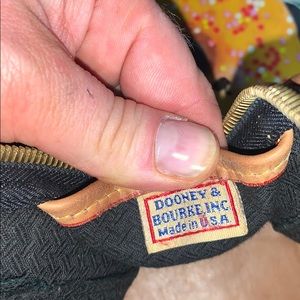 DOONEY &
BOURKE, INC.
Made in U.S.A.